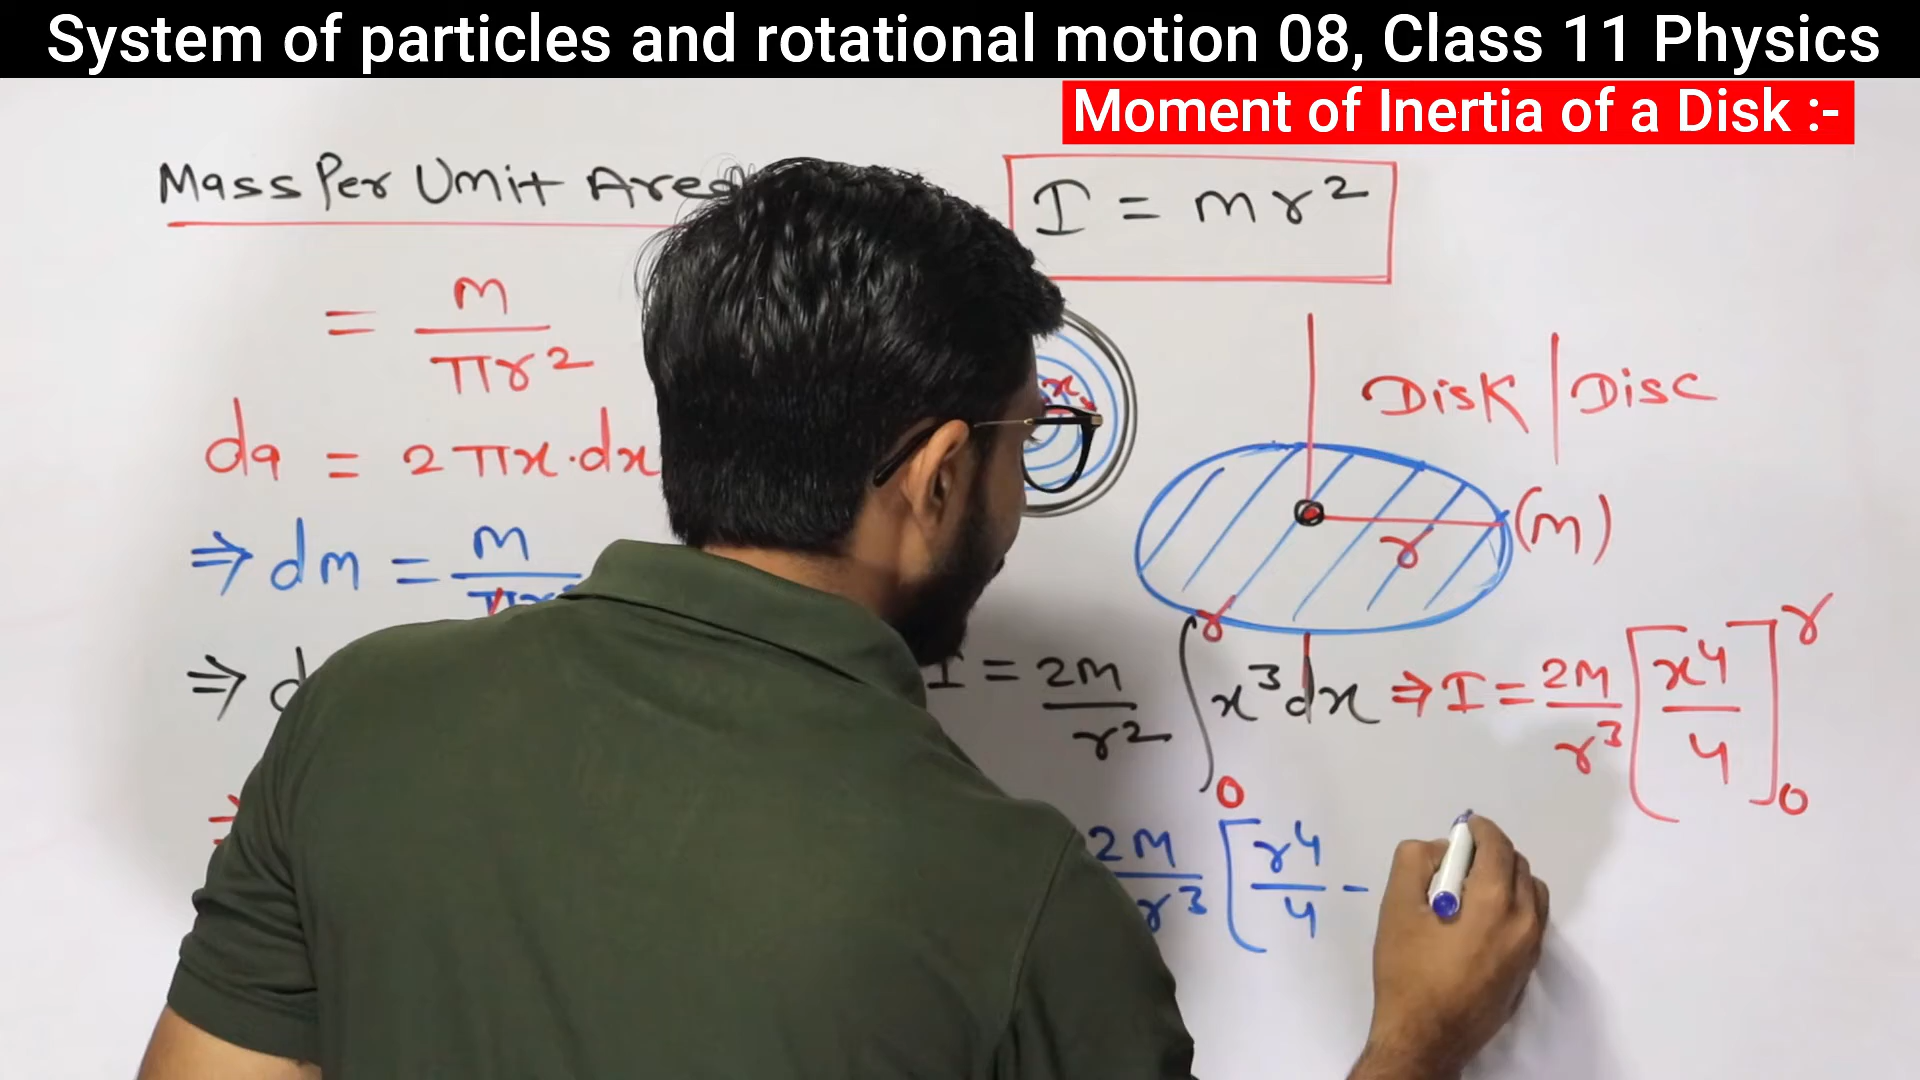 System of particles and rotational motion 08, Class 11 Physics
Moment of Inertia of a Disk :-
Mass Per Unit Area
I = mr²
= m/πr²
x
Disk | Disc
da = 2πx·dx
(m)
r
⇒ dm = m/πr²
⇒ d
I = 2m/r² ∫₀ʳ x³dx ⇒ I = 2m/r³ [x⁴/4]₀ʳ
⇒
2m/r³ [r⁴/4 -